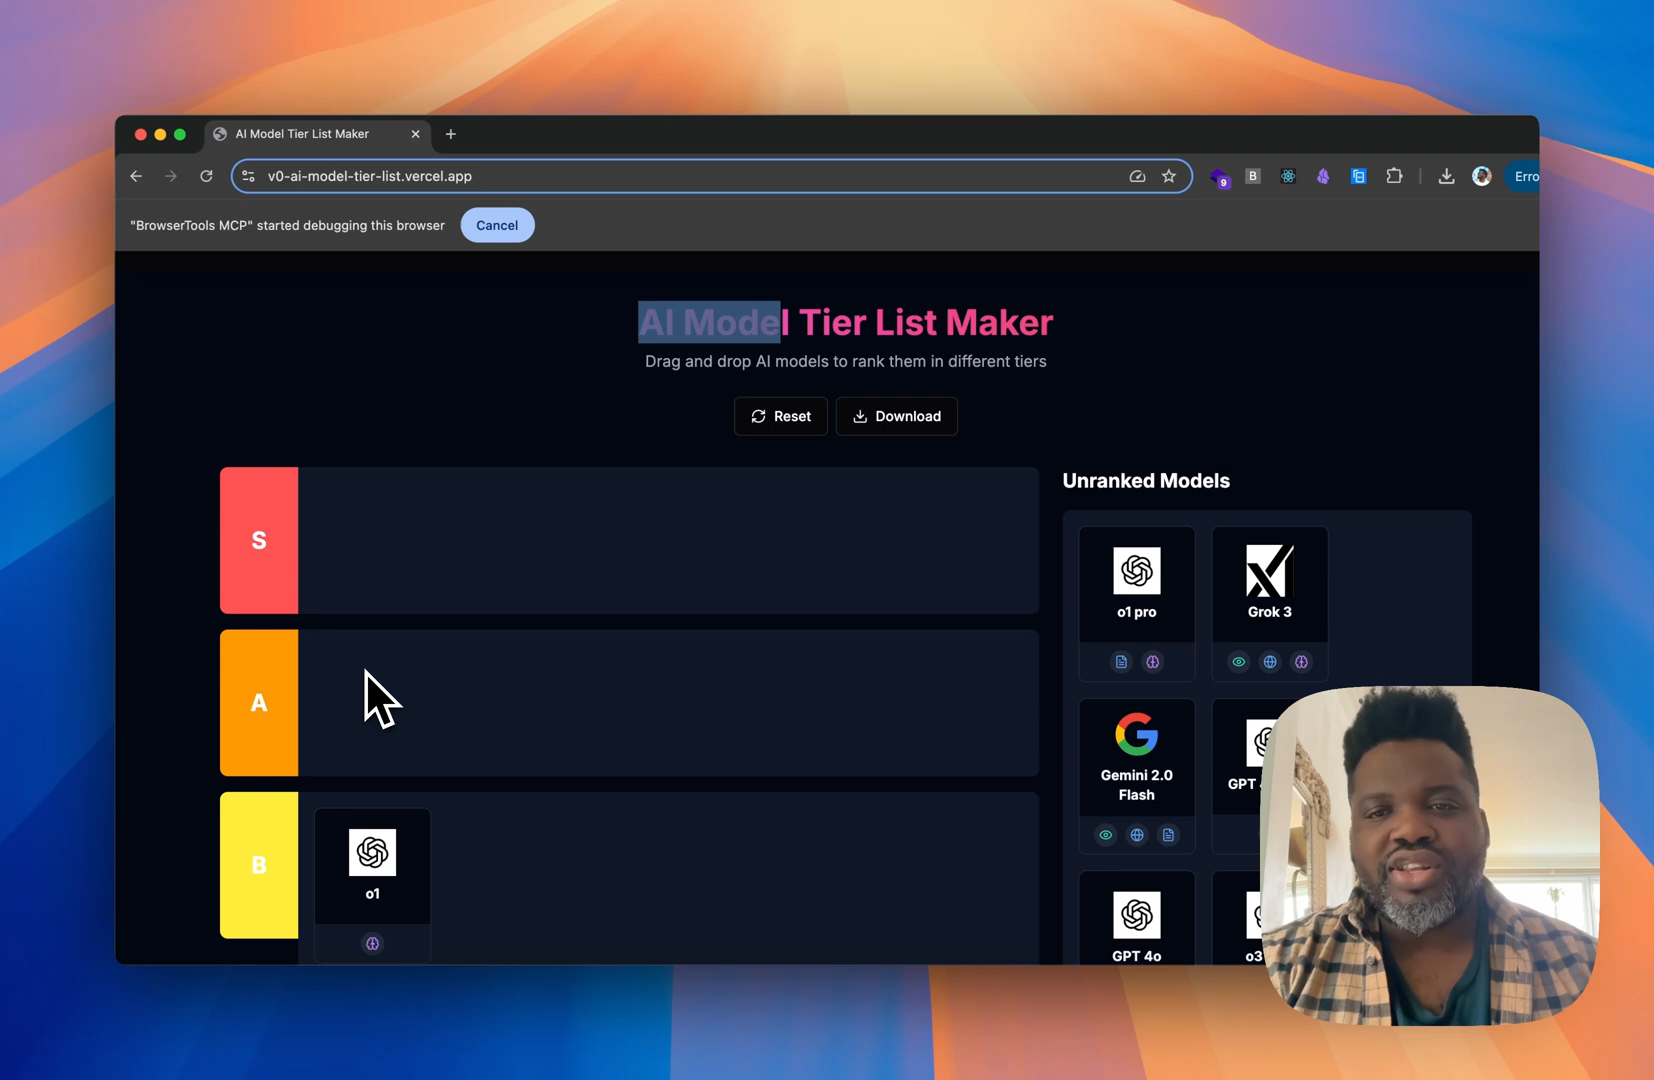 AI Model Tier List Maker
v0-ai-model-tier-list.vercel.app
9
B
Erro
"BrowserTools MCP" started debugging this browser
Cancel
AI Model Tier List Maker
Drag and drop AI models to rank them in different tiers
Reset
Download
S
A
B
o1
Unranked Models
o1 pro
Grok 3
Gemini 2.0
Flash
GPT
GPT 4o
o3